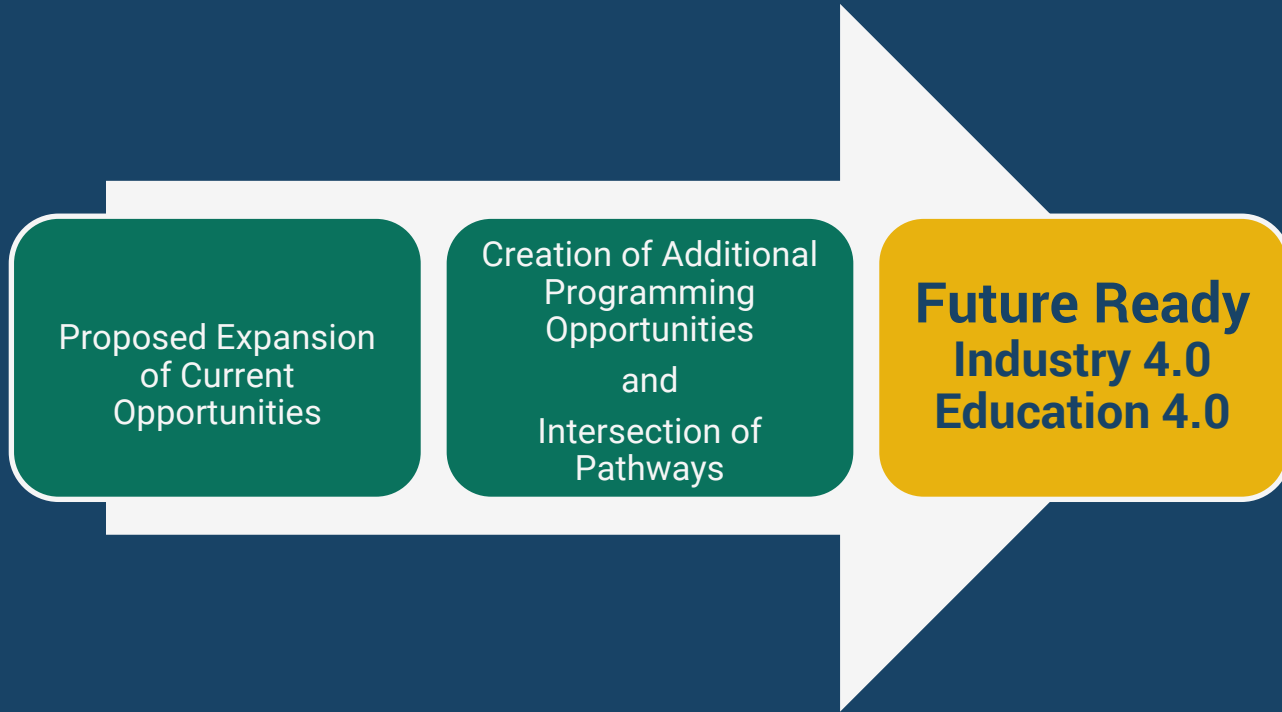 Proposed Expansion
of Current
Opportunities
Creation of Additional
Programming
Opportunities
and
Intersection of
Pathways
Future Ready
Industry 4.0
Education 4.0